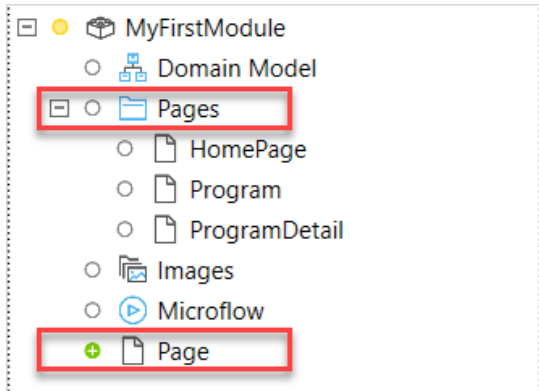 MyFirstModule
Domain Model
Pages
HomePage
Program
ProgramDetail
Images
Microflow
Page